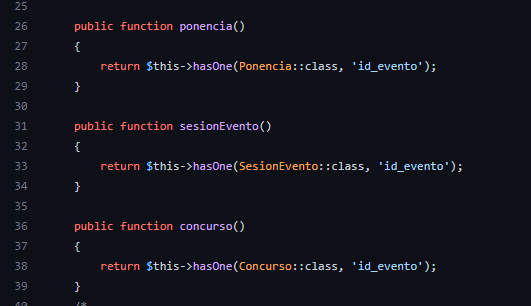 25
26 public function ponencia()
27 {
28 return $this->hasOne(Ponencia::class, 'id_evento');
29 }
30
31 public function sesionEvento()
32 {
33 return $this->hasOne(SesionEvento::class, 'id_evento');
34 }
35
36 public function concurso()
37 {
38 return $this->hasOne(Concurso::class, 'id_evento');
39 }
40 /*